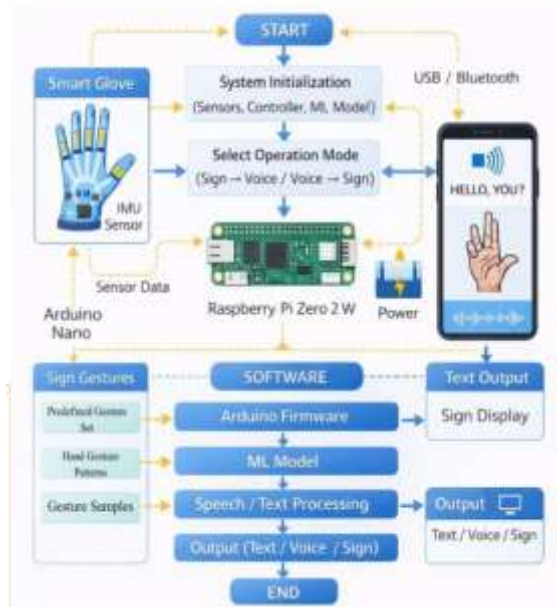 START
Smart Glove
IMU
Sensor
System Initialization
(Sensors, Controller, ML Model)
USB / Bluetooth
Select Operation Mode
(Sign → Voice / Voice → Sign)
HELLO, YOU?
Sensor Data
Arduino
Nano
Raspberry Pi Zero 2 W
Power
Sign Gestures
SOFTWARE
Text Output
Predefined Gesture
Set
Arduino Firmware
Sign Display
Hand Gesture
Patterns
ML Model
Gesture Samples
Speech / Text Processing
Output
Text / Voice / Sign
Output (Text / Voice / Sign)
END